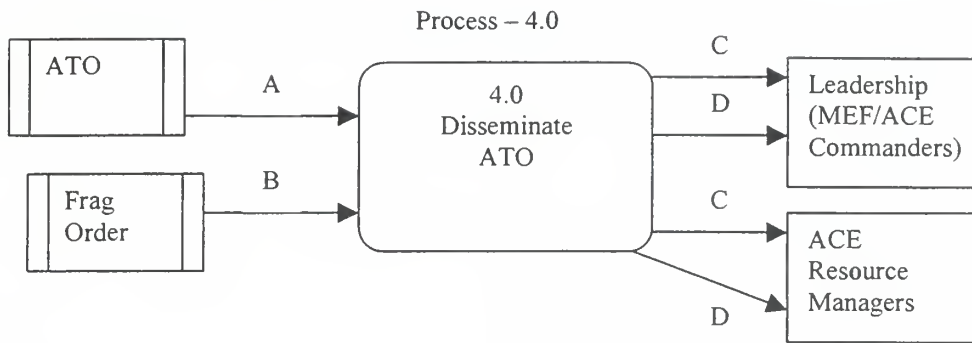 Process – 4.0
ATO
A
4.0
Disseminate
ATO
C
D
Leadership
(MEF/ACE
Commanders)
B
Frag
Order
C
D
ACE
Resource
Managers